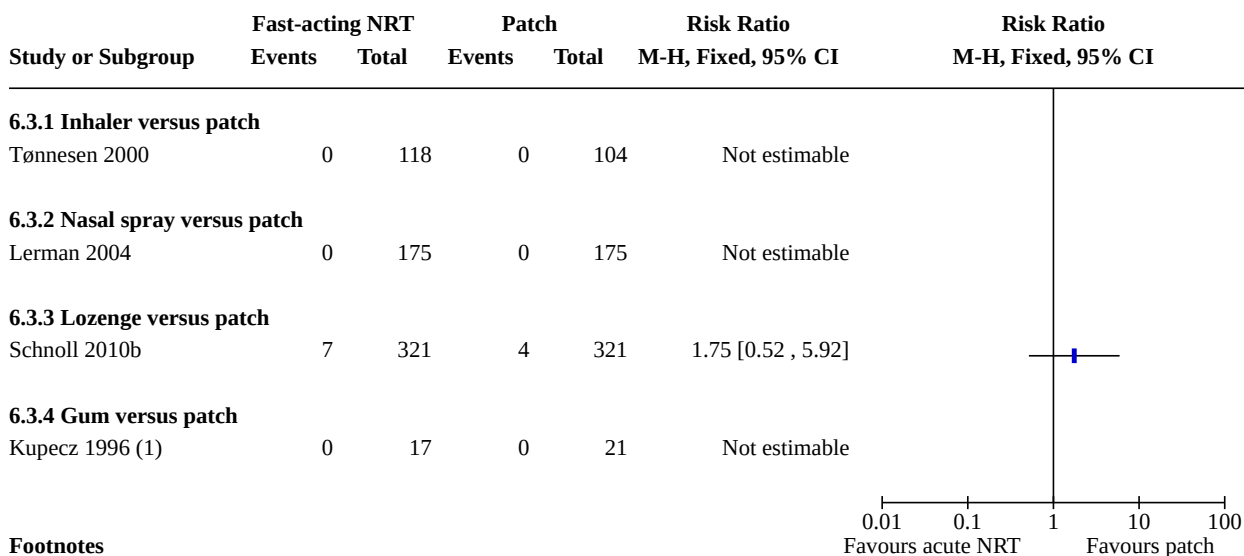 Fast-acting NRT Patch Risk Ratio Risk Ratio
Study or Subgroup Events Total Events Total M-H, Fixed, 95% CI M-H, Fixed, 95% CI
6.3.1 Inhaler versus patch
Tønnesen 2000 0 118 0 104 Not estimable
6.3.2 Nasal spray versus patch
Lerman 2004 0 175 0 175 Not estimable
6.3.3 Lozenge versus patch
Schnoll 2010b 7 321 4 321 1.75 [0.52 , 5.92]
6.3.4 Gum versus patch
Kupecz 1996 (1) 0 17 0 21 Not estimable
0.01 0.1 1 10 100
Footnotes Favours acute NRT Favours patch